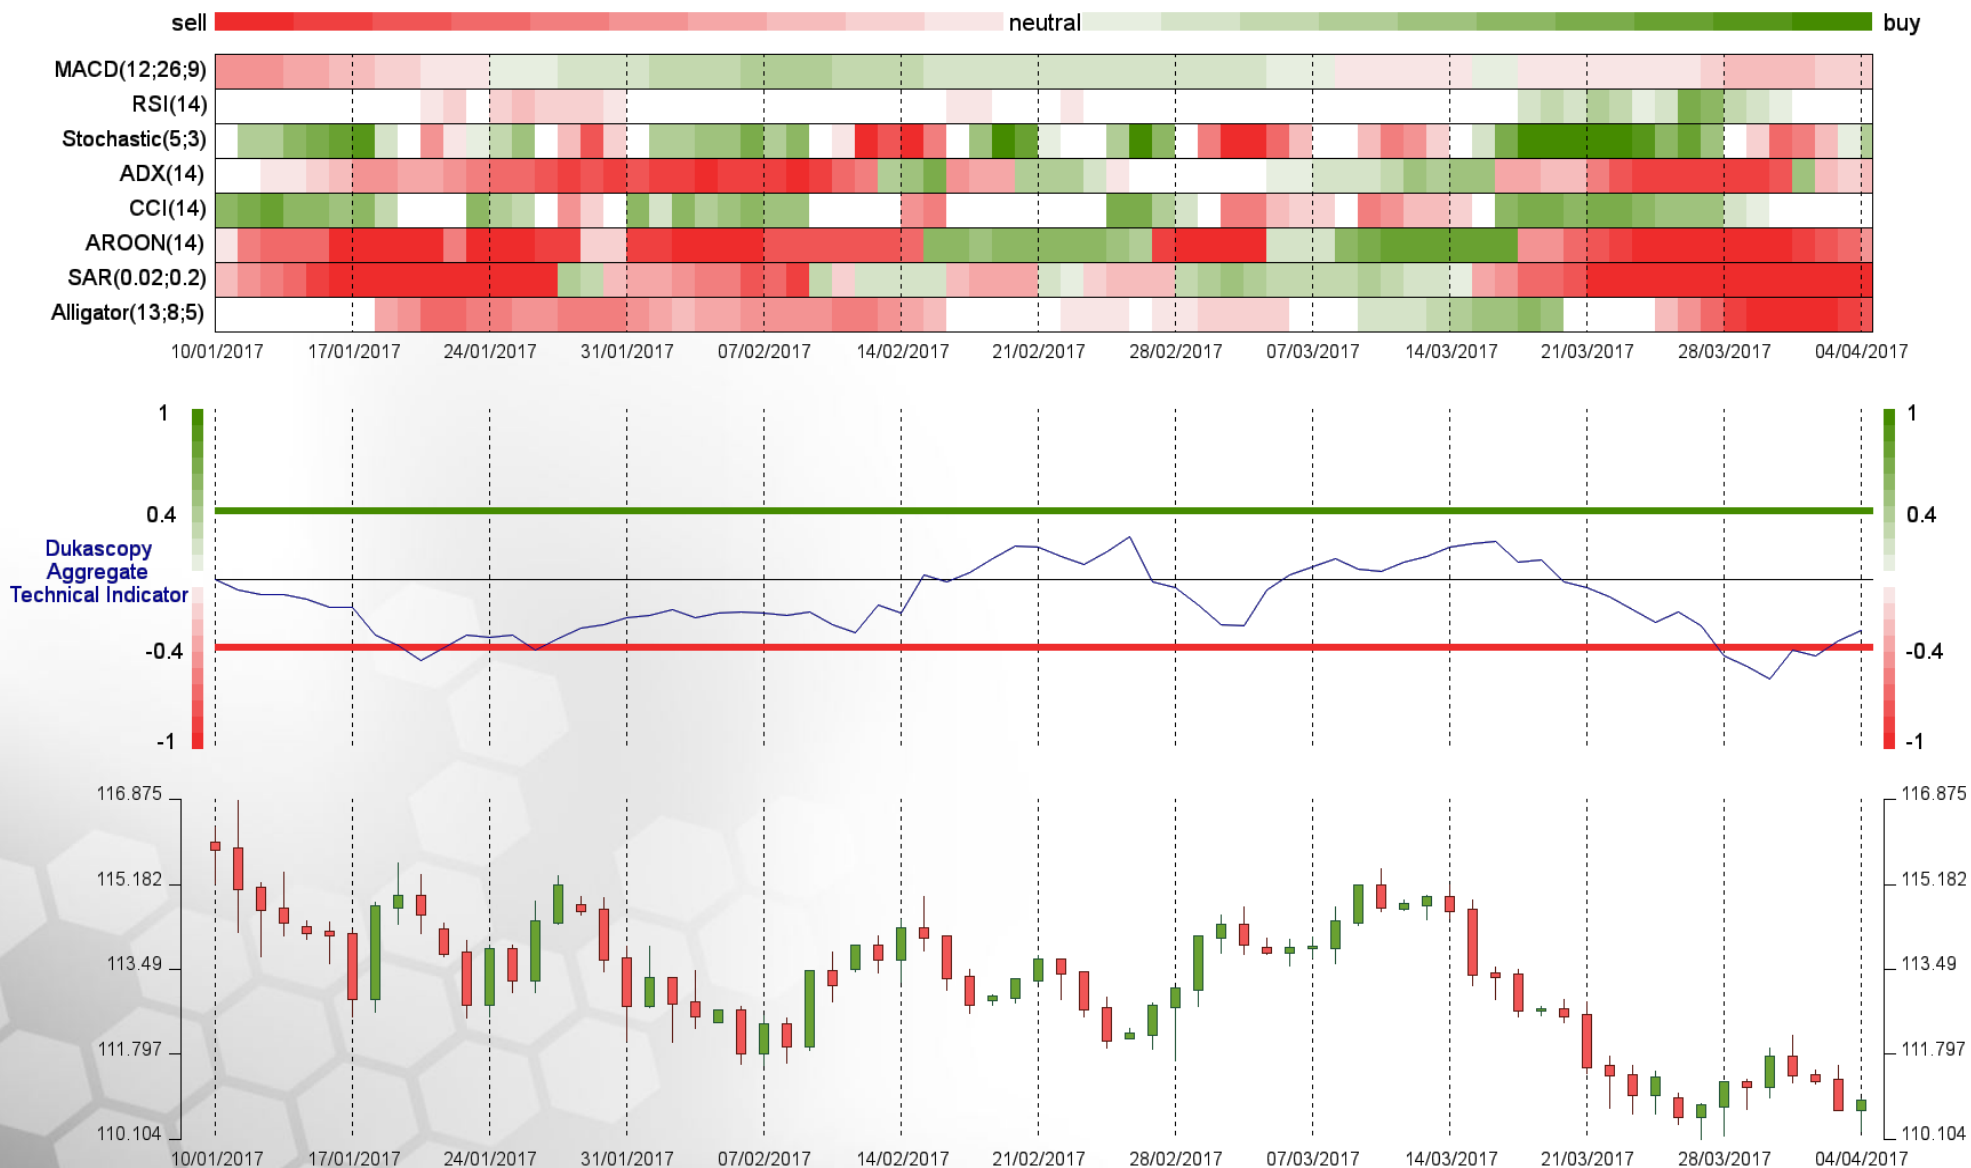 sell neutral buy
MACD(12;26;9)
RSI(14)
Stochastic(5;3)
ADX(14)
CCI(14)
AROON(14)
SAR(0.02;0.2)
Alligator(13;8;5)
10/01/2017 17/01/2017 24/01/2017 31/01/2017 07/02/2017 14/02/2017 21/02/2017 28/02/2017 07/03/2017 14/03/2017 21/03/2017 28/03/2017 04/04/2017
1 1
0.4 0.4
Dukascopy
Aggregate
Technical Indicator
-0.4 -0.4
-1 -1
116.875 116.875
115.182 115.182
113.49 113.49
111.797 111.797
110.104 110.104
10/01/2017 17/01/2017 24/01/2017 31/01/2017 07/02/2017 14/02/2017 21/02/2017 28/02/2017 07/03/2017 14/03/2017 21/03/2017 28/03/2017 04/04/2017